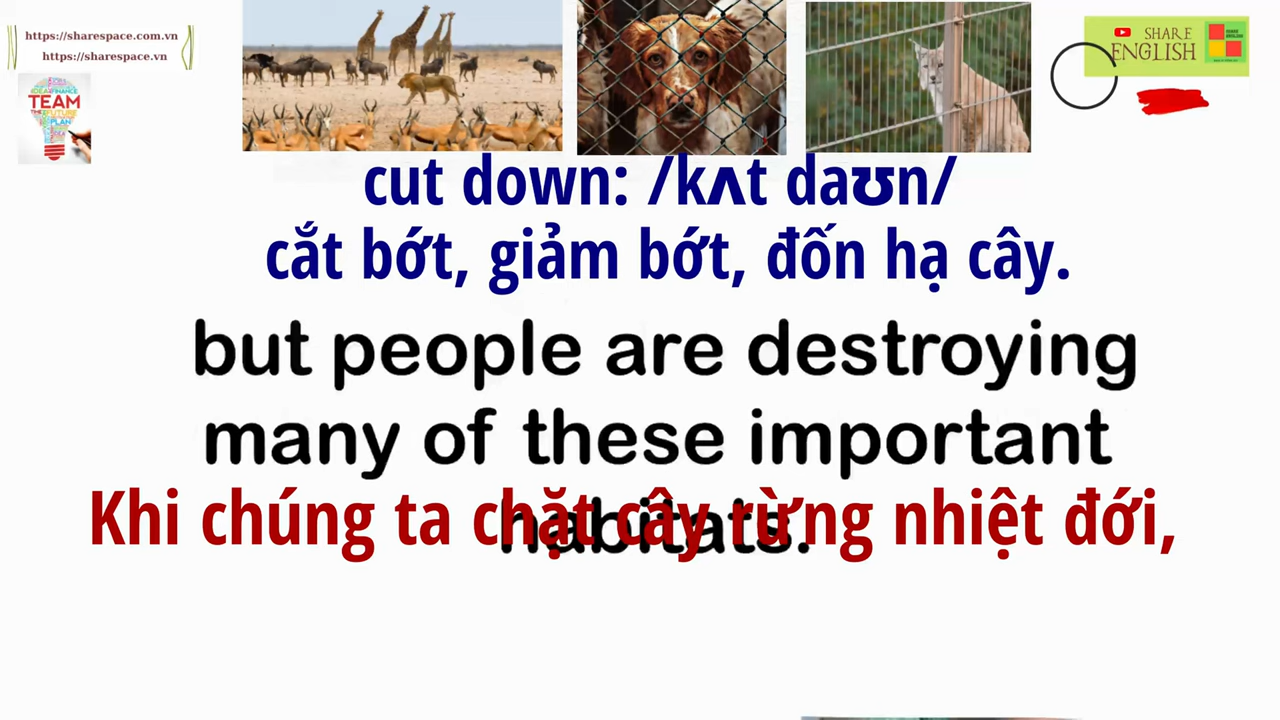 https://sharespace.com.vn
https://sharespace.vn
TEAM
FUTURE
PLAN
SHARE
ENGLISH
cut down: /kʌt daʊn/
cắt bớt, giảm bớt, đốn hạ cây.
but people are destroying
many of these important
habitats.
Khi chúng ta chặt cây rừng nhiệt đới,